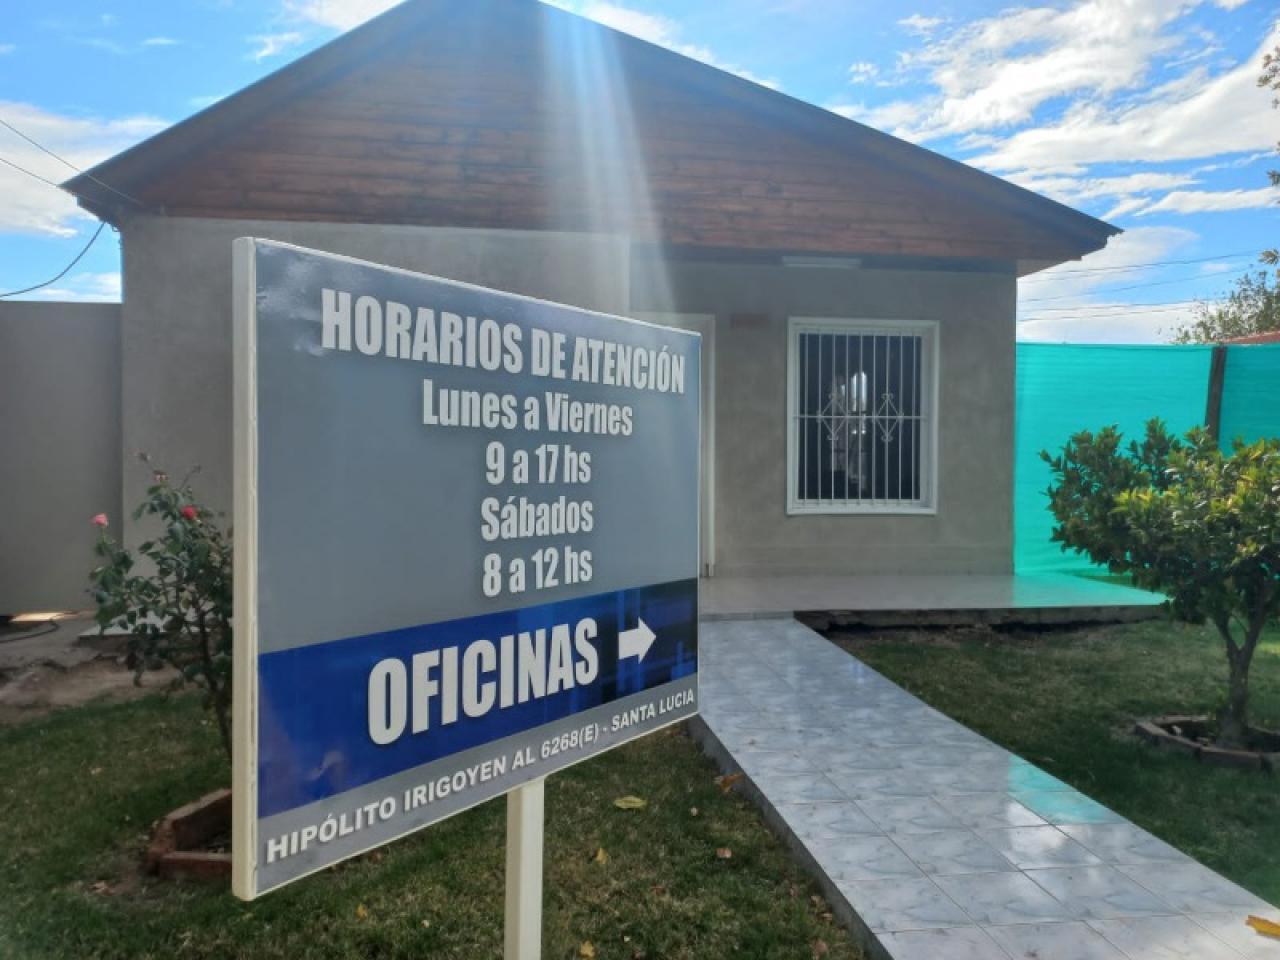 HORARIOS DE ATENCIÓN
Lunes a Viernes
9 a 17 hs
Sábados
8 a 12 hs
OFICINAS
HIPÓLITO IRIGOYEN AL 6268(E) - SANTA LUCIA